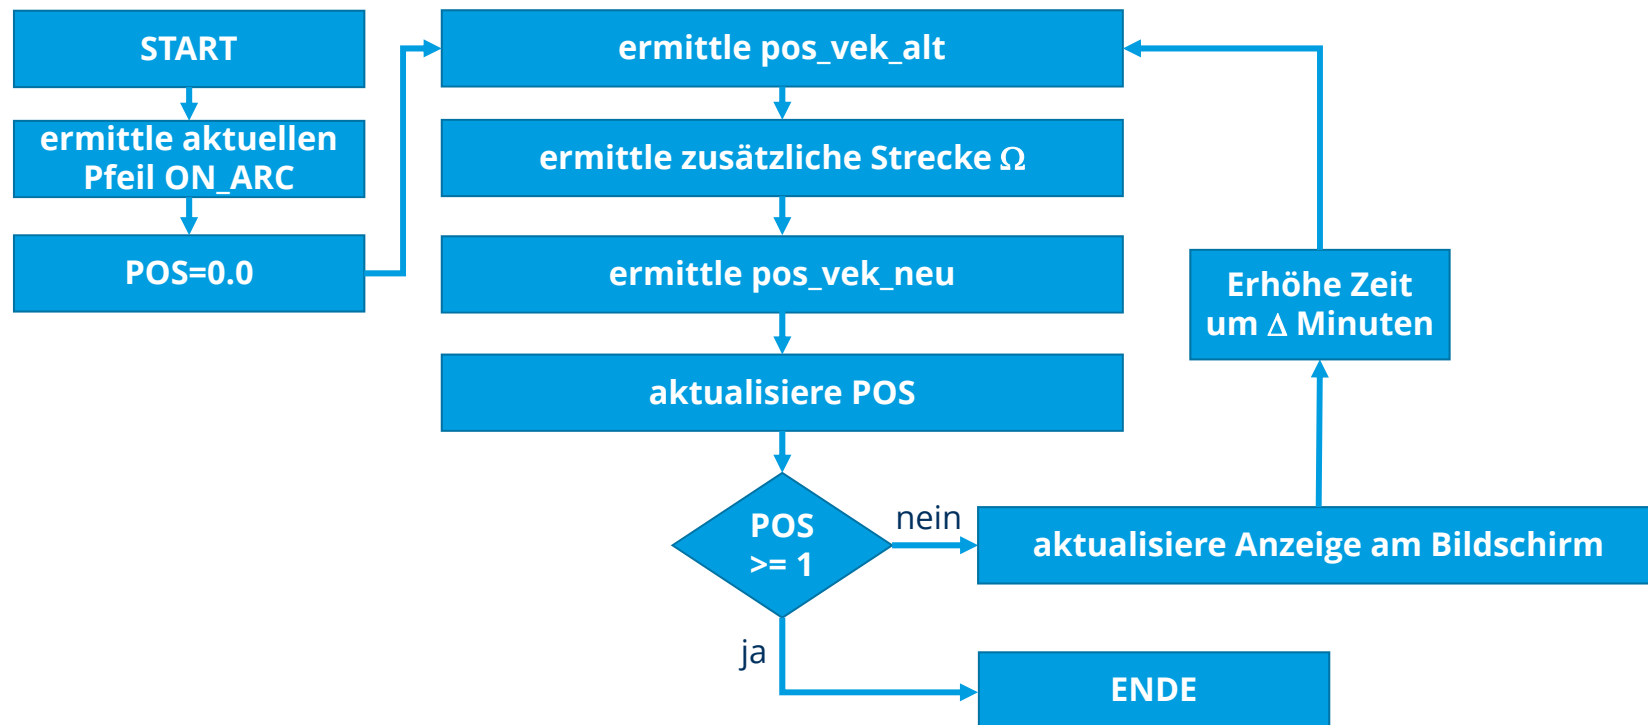 START
ermittle aktuellen
Pfeil ON_ARC
POS=0.0
ermittle pos_vek_alt
ermittle zusätzliche Strecke Ω
ermittle pos_vek_neu
aktualisiere POS
POS
>= 1
nein
aktualisiere Anzeige am Bildschirm
Erhöhe Zeit
um Δ Minuten
ja
ENDE